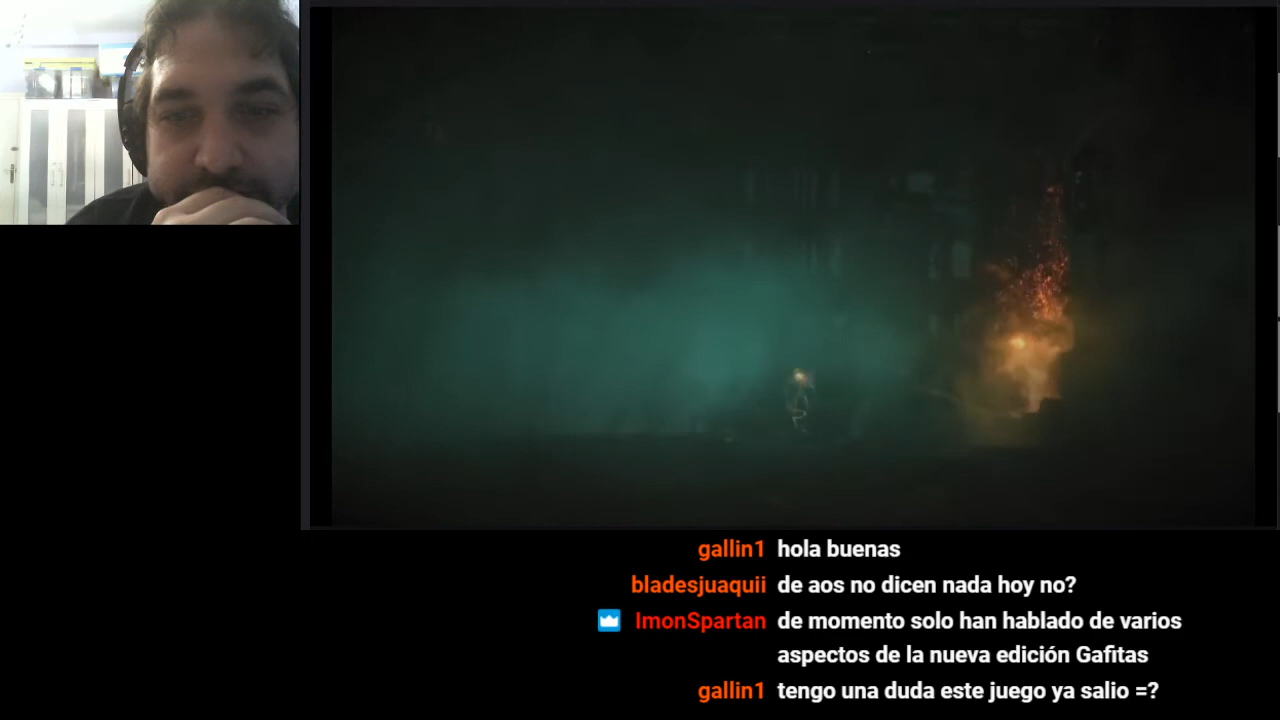 gallin1 hola buenas
bladesjuaquii de aos no dicen nada hoy no?
ImonSpartan de momento solo han hablado de varios
aspectos de la nueva edición Gafitas
gallin1 tengo una duda este juego ya salio =?